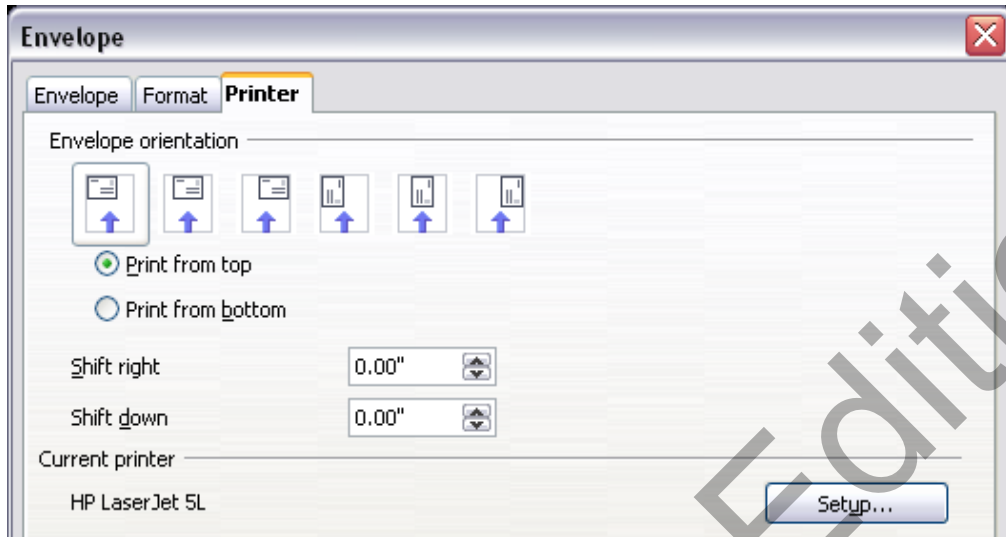 Envelope
Envelope Format Printer
Envelope orientation
Print from top
Print from bottom
Shift right 0.00"
Shift down 0.00"
Current printer
HP LaserJet 5L Setup...